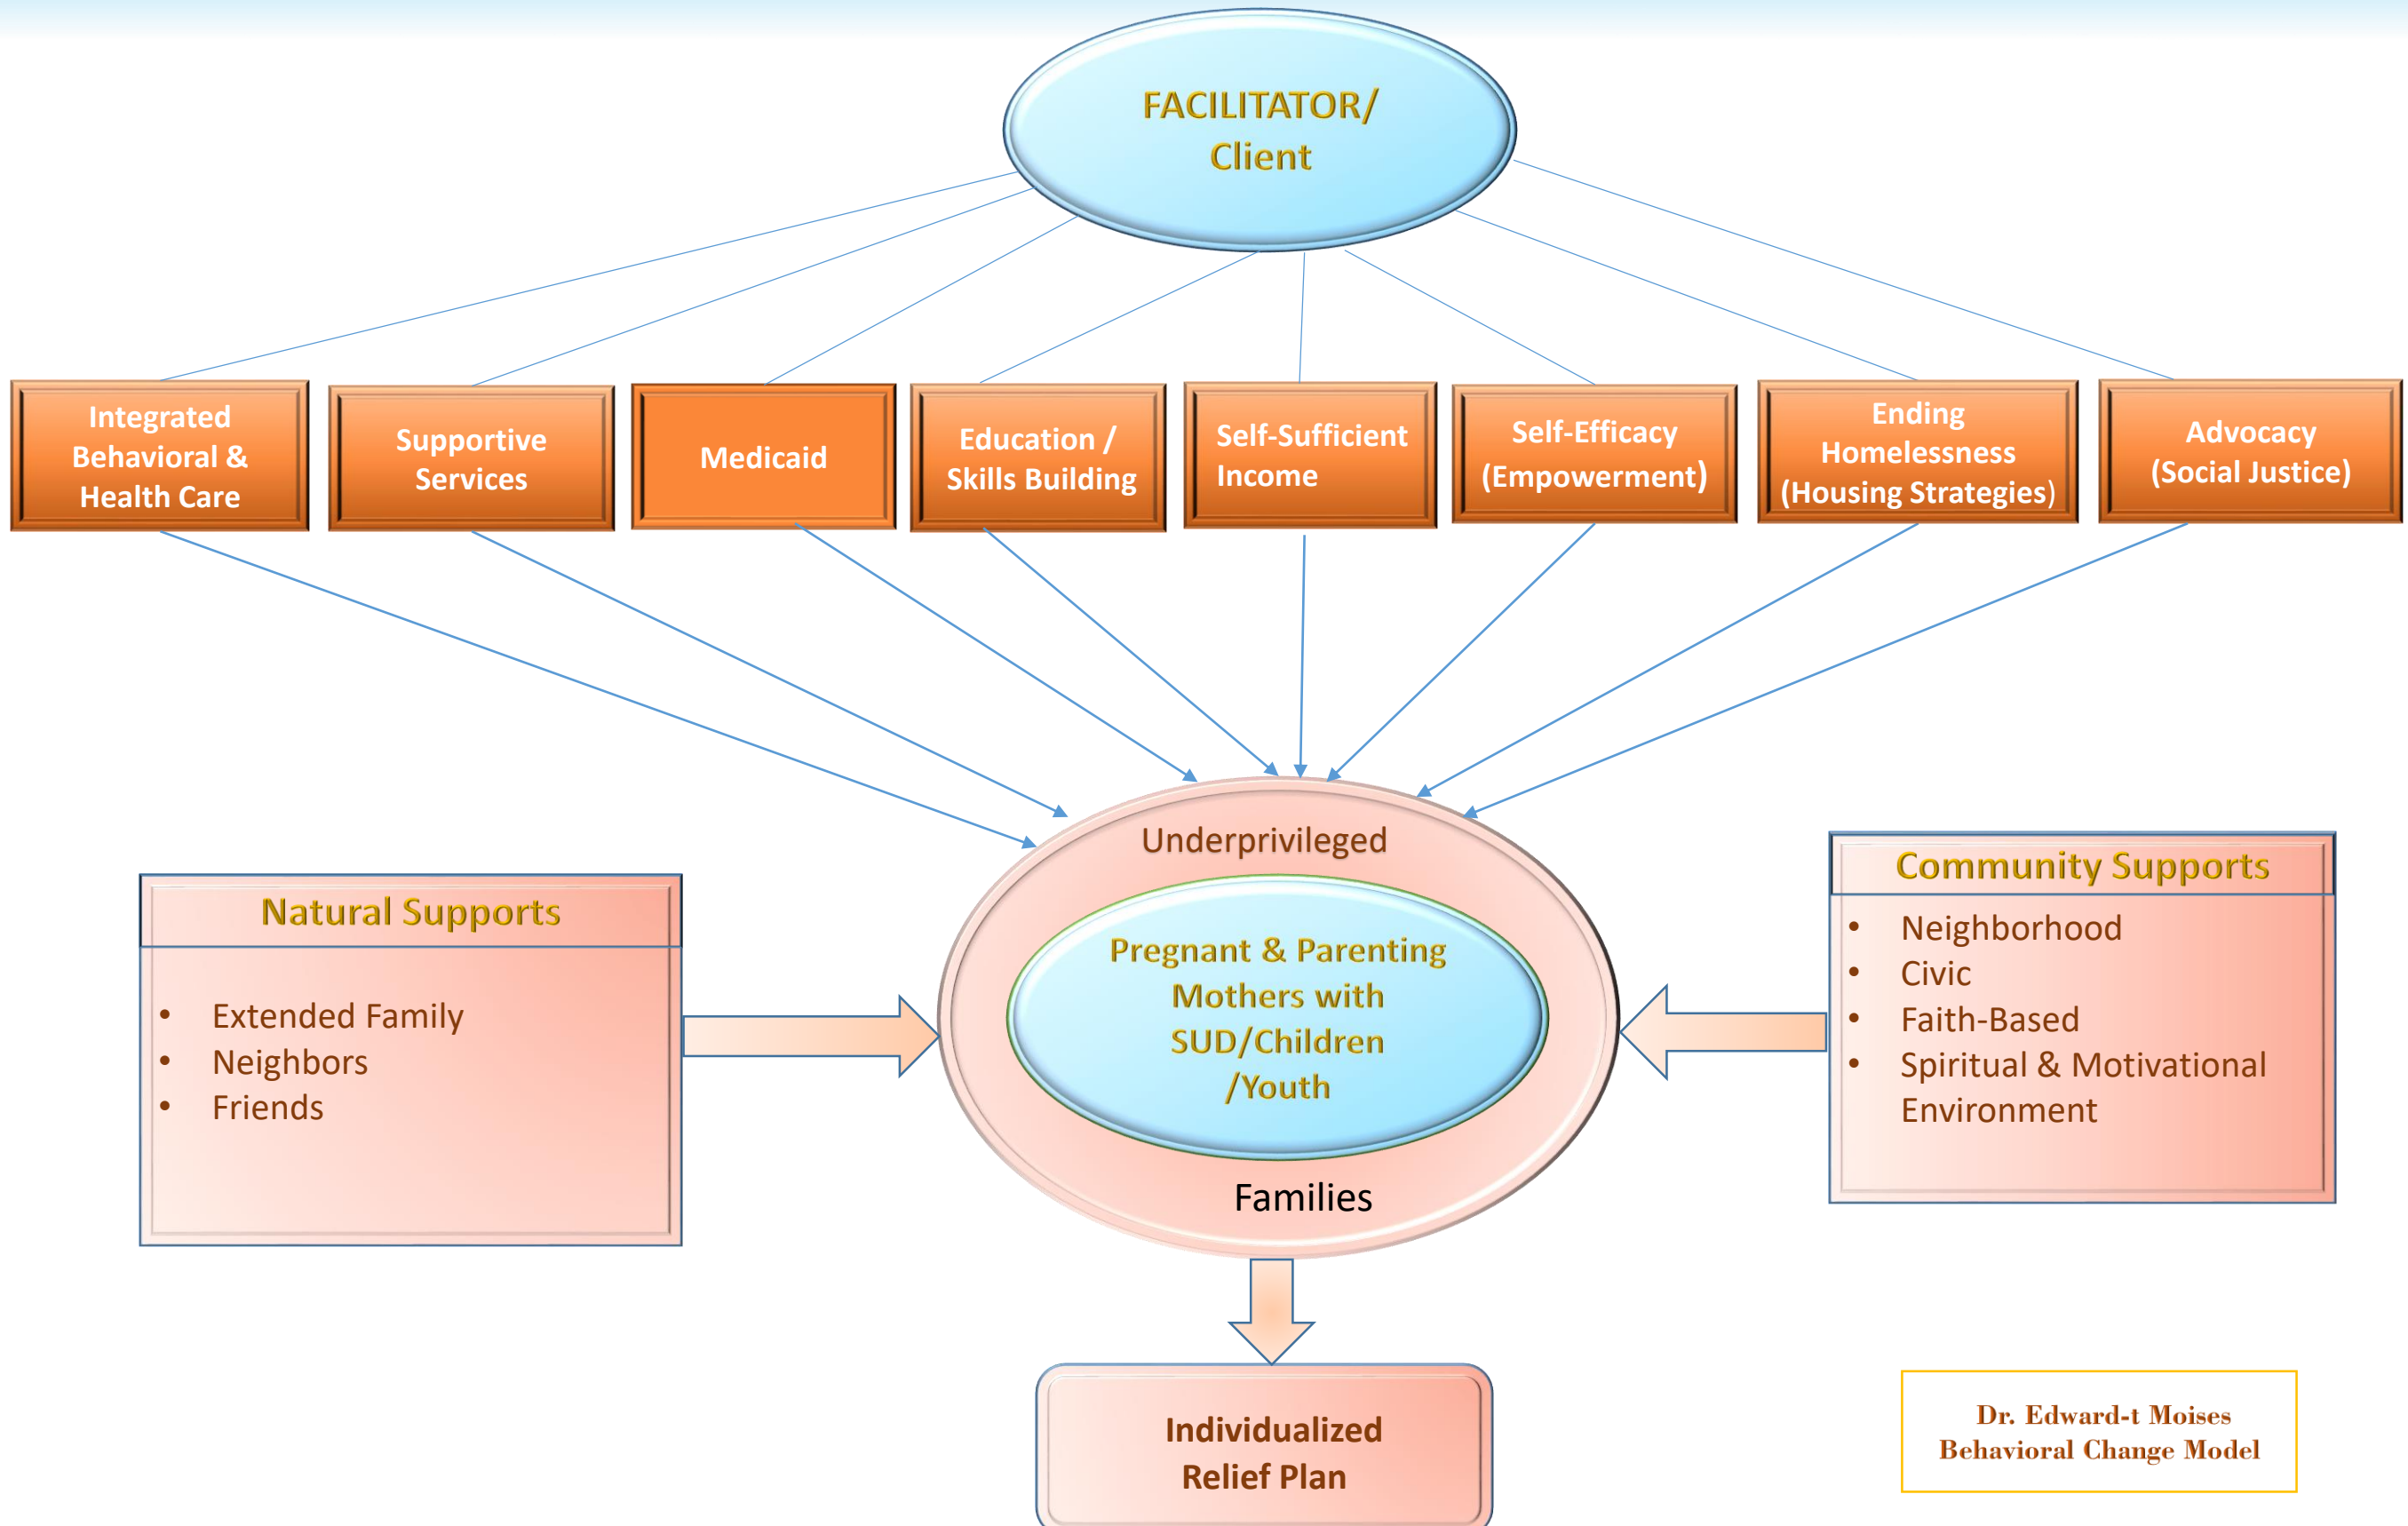 FACILITATOR/
Client
Integrated
Behavioral &
Health Care
Supportive
Services
Medicaid
Education /
Skills Building
Self-Sufficient
Income
Self-Efficacy
(Empowerment)
Ending
Homelessness
(Housing Strategies)
Advocacy
(Social Justice)
Natural Supports
• Extended Family
• Neighbors
• Friends
Underprivileged
Pregnant & Parenting
Mothers with
SUD/Children
/Youth
Families
Community Supports
• Neighborhood
• Civic
• Faith-Based
• Spiritual & Motivational
Environment
Individualized
Relief Plan
Dr. Edward-t Moises
Behavioral Change Model